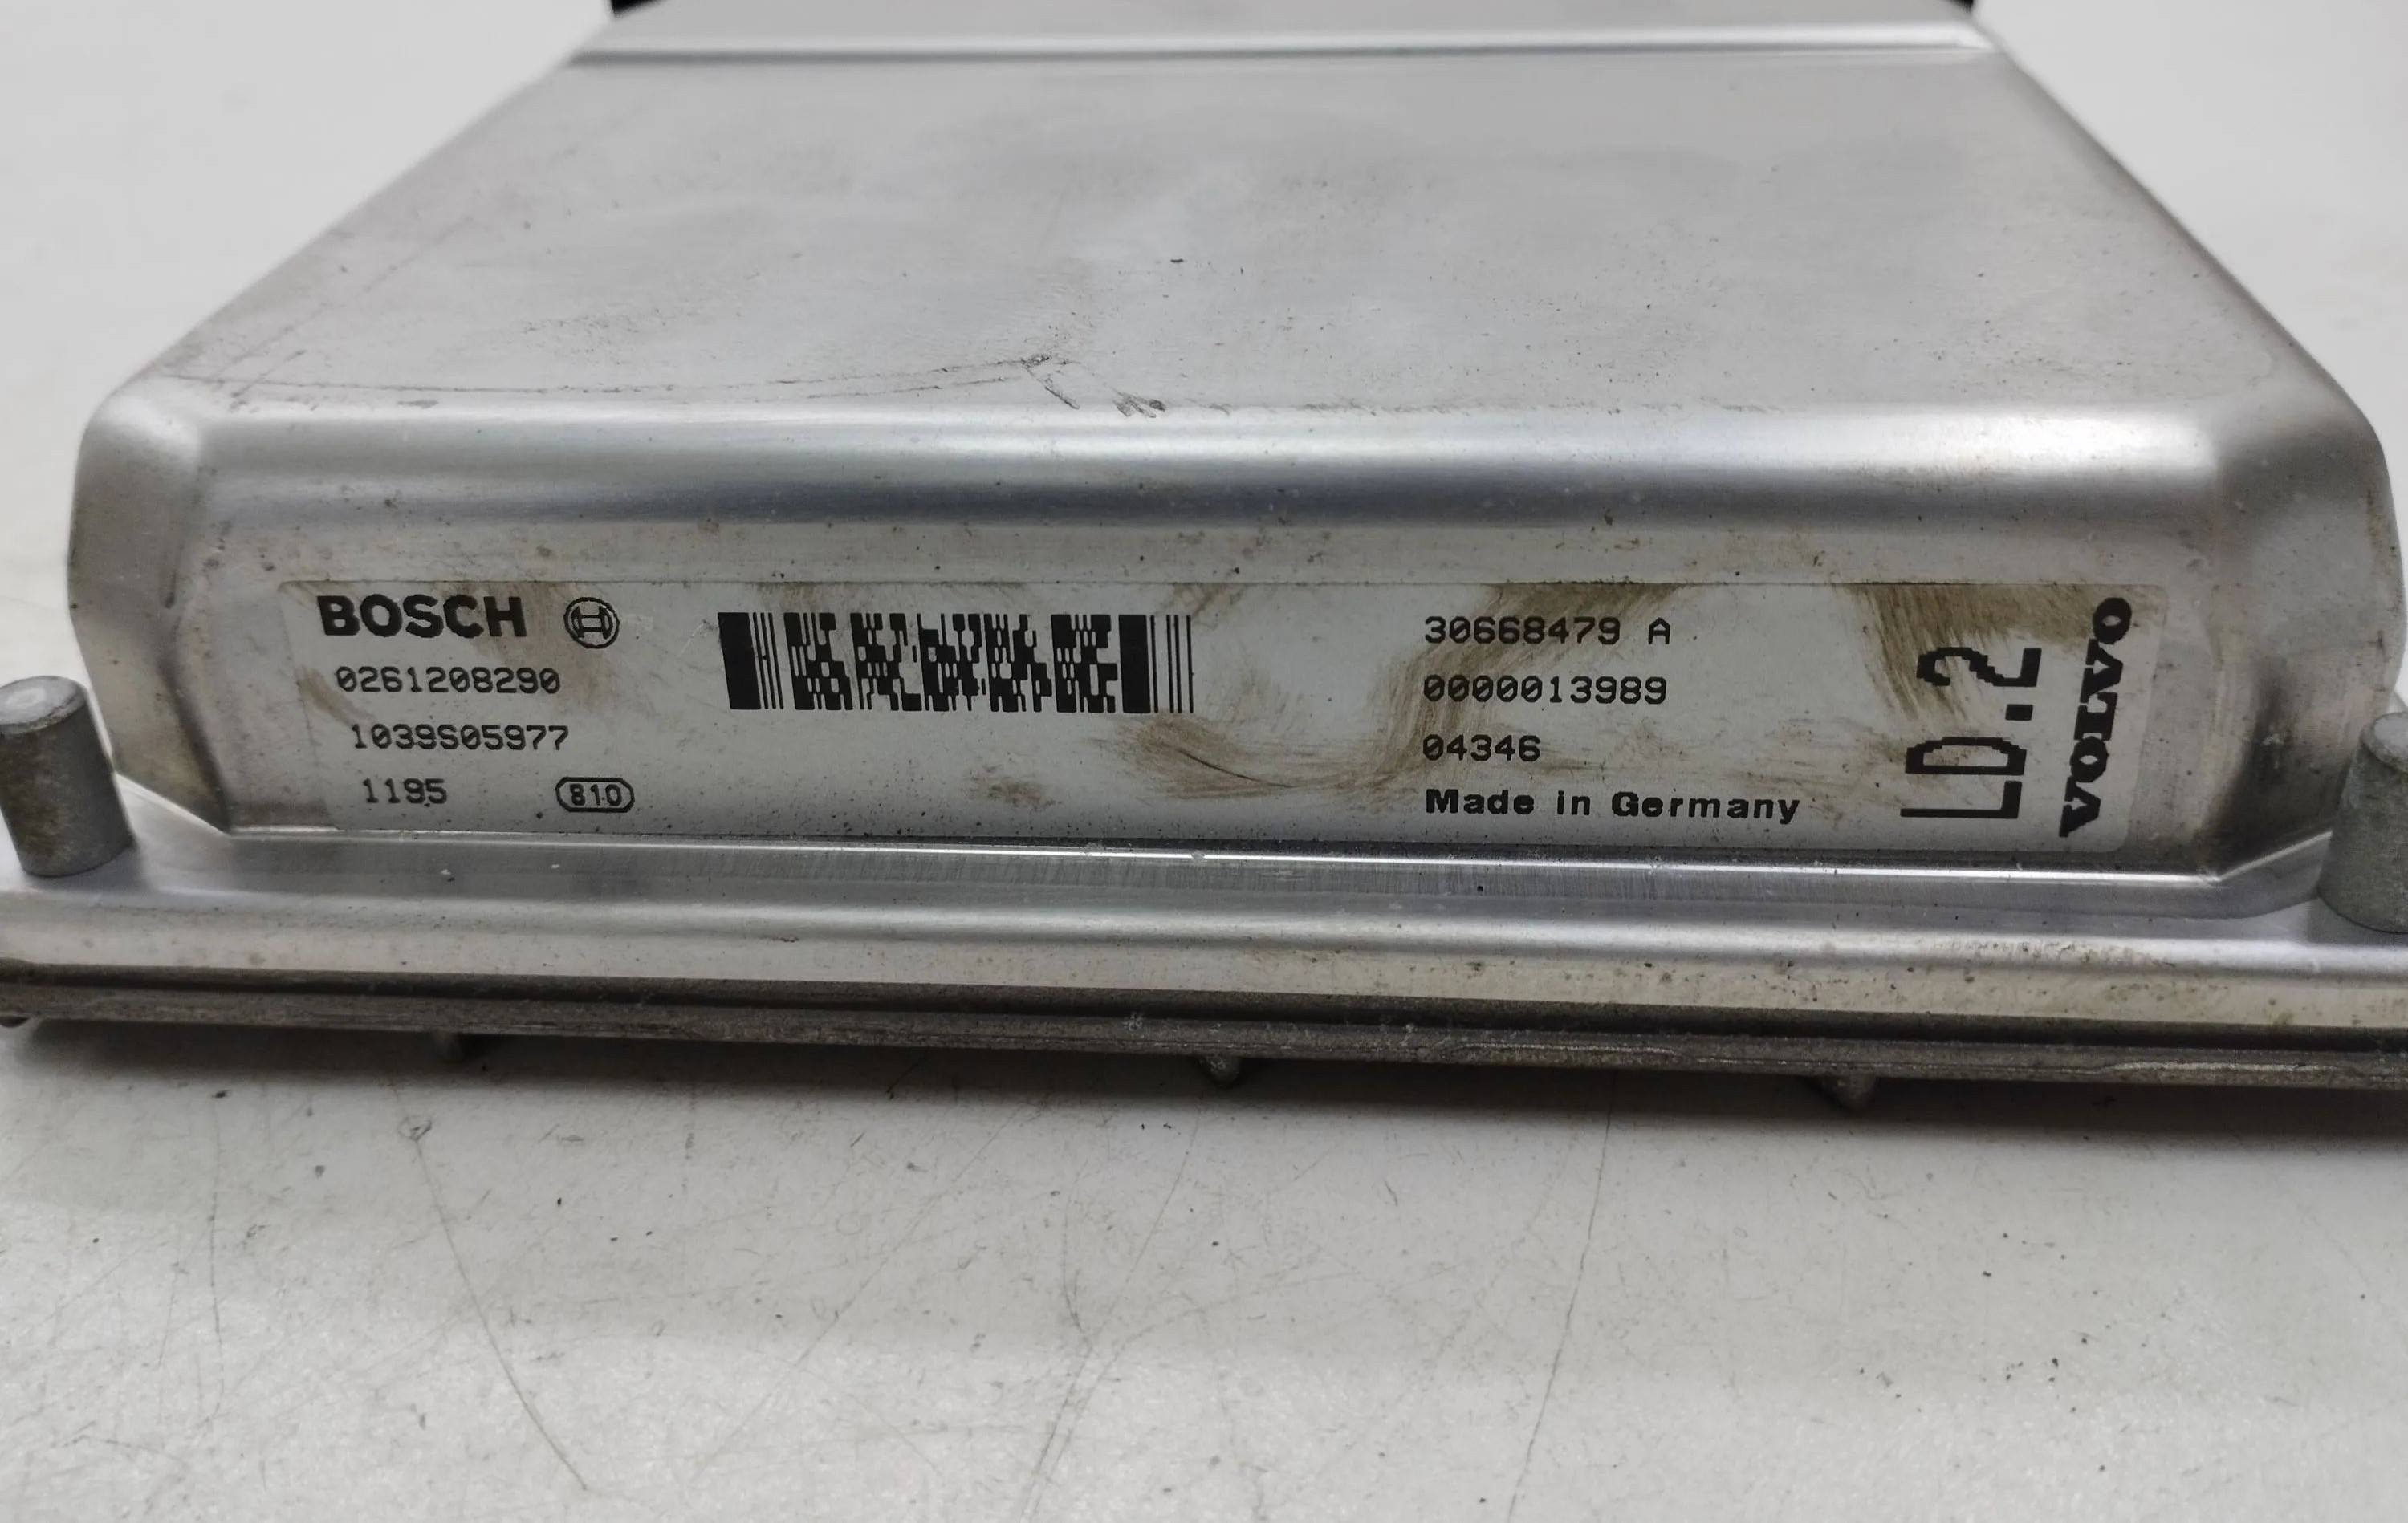 BOSCH
0261208290
1039S05977
1195 810
30668479 A
0000013989
04346
Made in Germany
LD.2
VOLVO